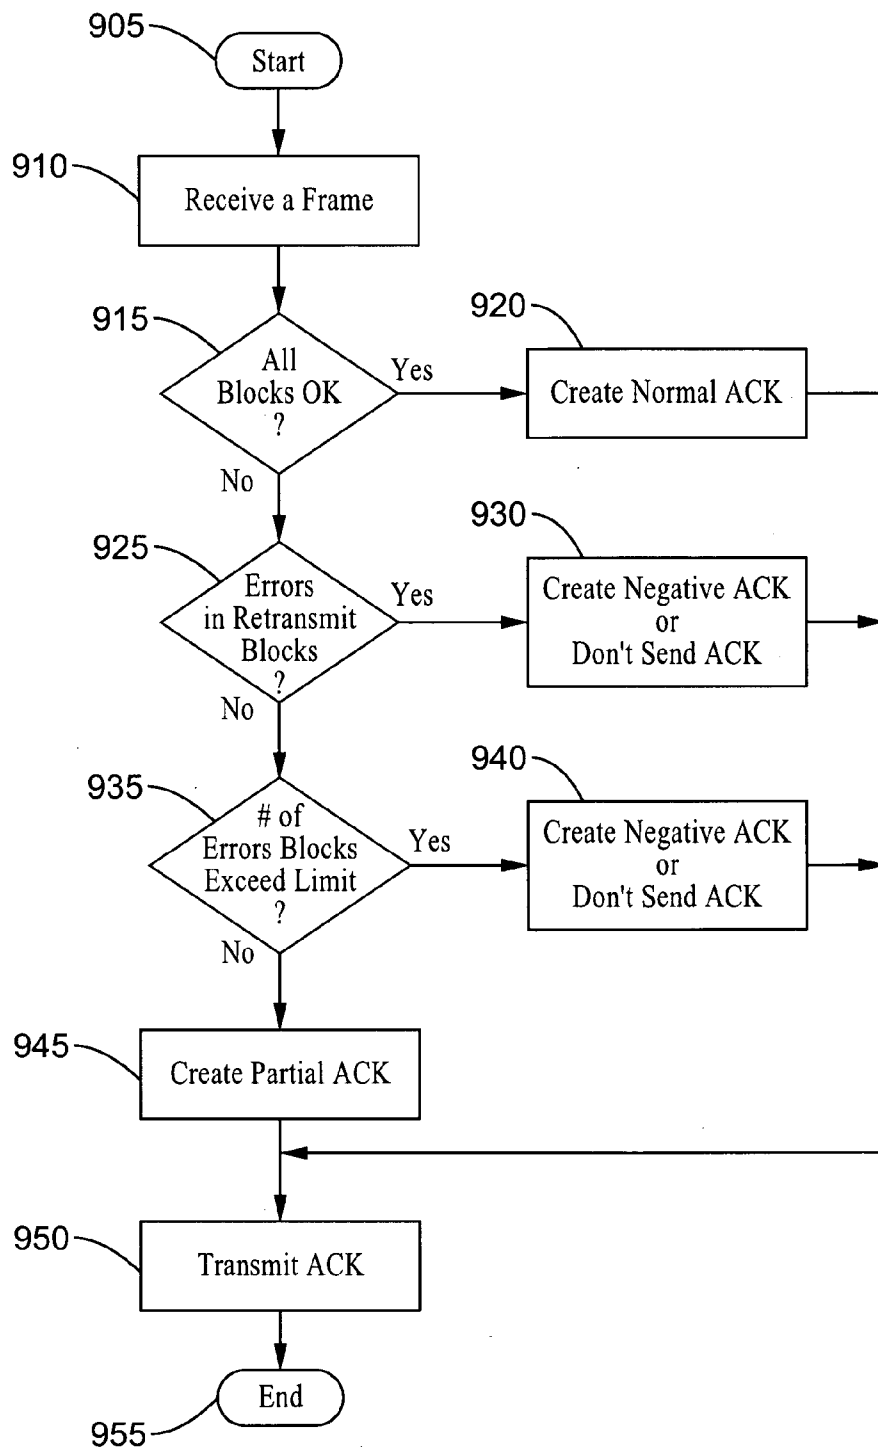 905
Start
910
Receive a Frame
915
All
Blocks OK
?
Yes
No
920
Create Normal ACK
925
Errors
in Retransmit
Blocks
?
Yes
No
930
Create Negative ACK
or
Don't Send ACK
935
# of
Errors Blocks
Exceed Limit
?
Yes
No
940
Create Negative ACK
or
Don't Send ACK
945
Create Partial ACK
950
Transmit ACK
End
955